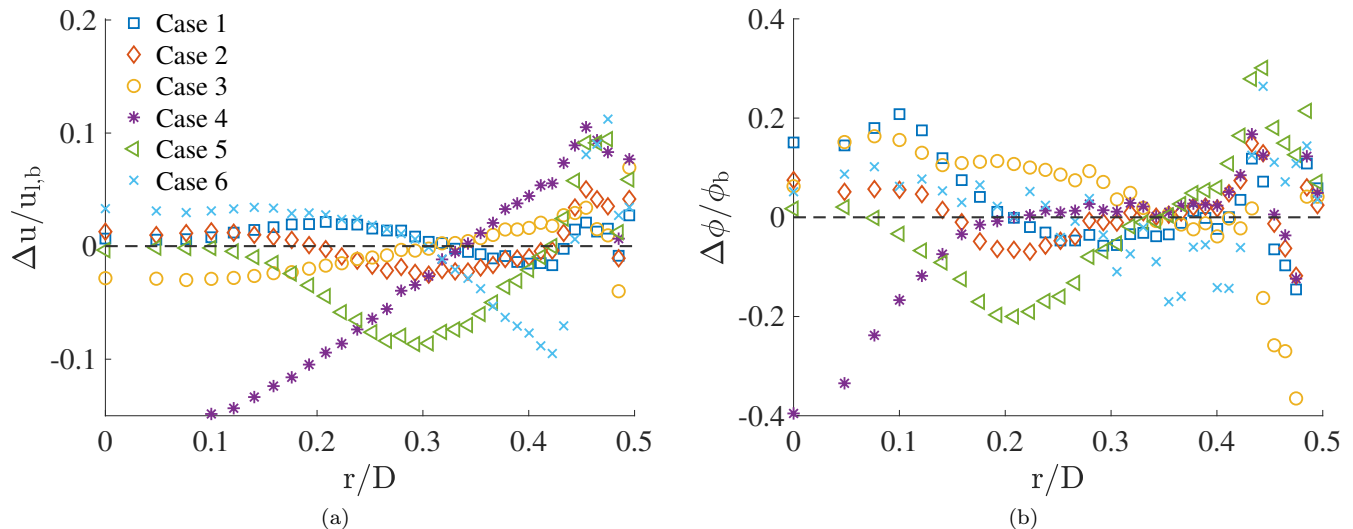 0.2
0.1
0
-0.1
Δu/u_{l,b}
Case 1
Case 2
Case 3
Case 4
Case 5
Case 6
0 0.1 0.2 0.3 0.4 0.5
r/D
(a)
0.4
0.2
0
-0.2
-0.4
Δϕ/ϕ_b
0 0.1 0.2 0.3 0.4 0.5
r/D
(b)